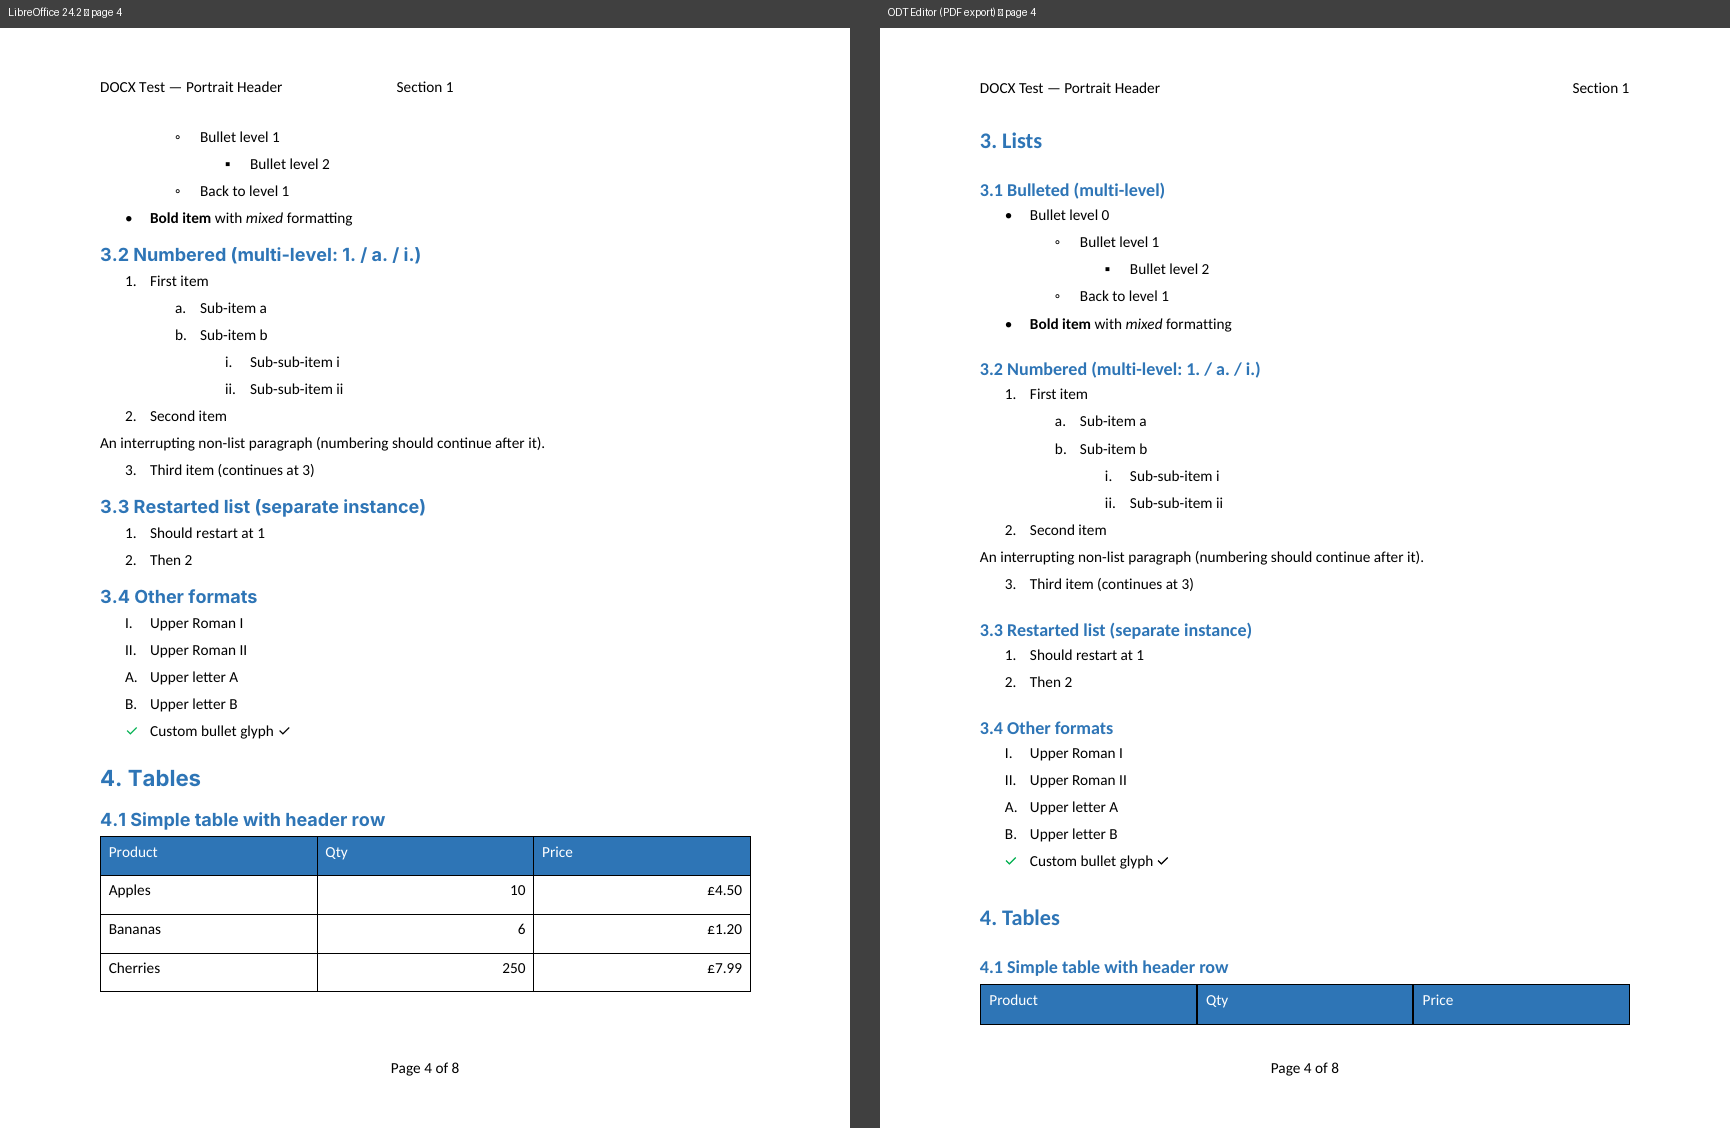 LibreOffice 24.2 page 4
DOCX Test — Portrait Header Section 1
◦ Bullet level 1
▪ Bullet level 2
◦ Back to level 1
• Bold item with mixed formatting
3.2 Numbered (multi-level: 1. / a. / i.)
1. First item
a. Sub-item a
b. Sub-item b
i. Sub-sub-item i
ii. Sub-sub-item ii
2. Second item
An interrupting non-list paragraph (numbering should continue after it).
3. Third item (continues at 3)
3.3 Restarted list (separate instance)
1. Should restart at 1
2. Then 2
3.4 Other formats
I. Upper Roman I
II. Upper Roman II
A. Upper letter A
B. Upper letter B
✓ Custom bullet glyph ✓
4. Tables
4.1 Simple table with header row
Product Qty Price
Apples 10 £4.50
Bananas 6 £1.20
Cherries 250 £7.99
Page 4 of 8
ODT Editor (PDF export) page 4
DOCX Test — Portrait Header Section 1
3. Lists
3.1 Bulleted (multi-level)
• Bullet level 0
◦ Bullet level 1
▪ Bullet level 2
◦ Back to level 1
• Bold item with mixed formatting
3.2 Numbered (multi-level: 1. / a. / i.)
1. First item
a. Sub-item a
b. Sub-item b
i. Sub-sub-item i
ii. Sub-sub-item ii
2. Second item
An interrupting non-list paragraph (numbering should continue after it).
3. Third item (continues at 3)
3.3 Restarted list (separate instance)
1. Should restart at 1
2. Then 2
3.4 Other formats
I. Upper Roman I
II. Upper Roman II
A. Upper letter A
B. Upper letter B
✓ Custom bullet glyph ✓
4. Tables
4.1 Simple table with header row
Product Qty Price
Page 4 of 8